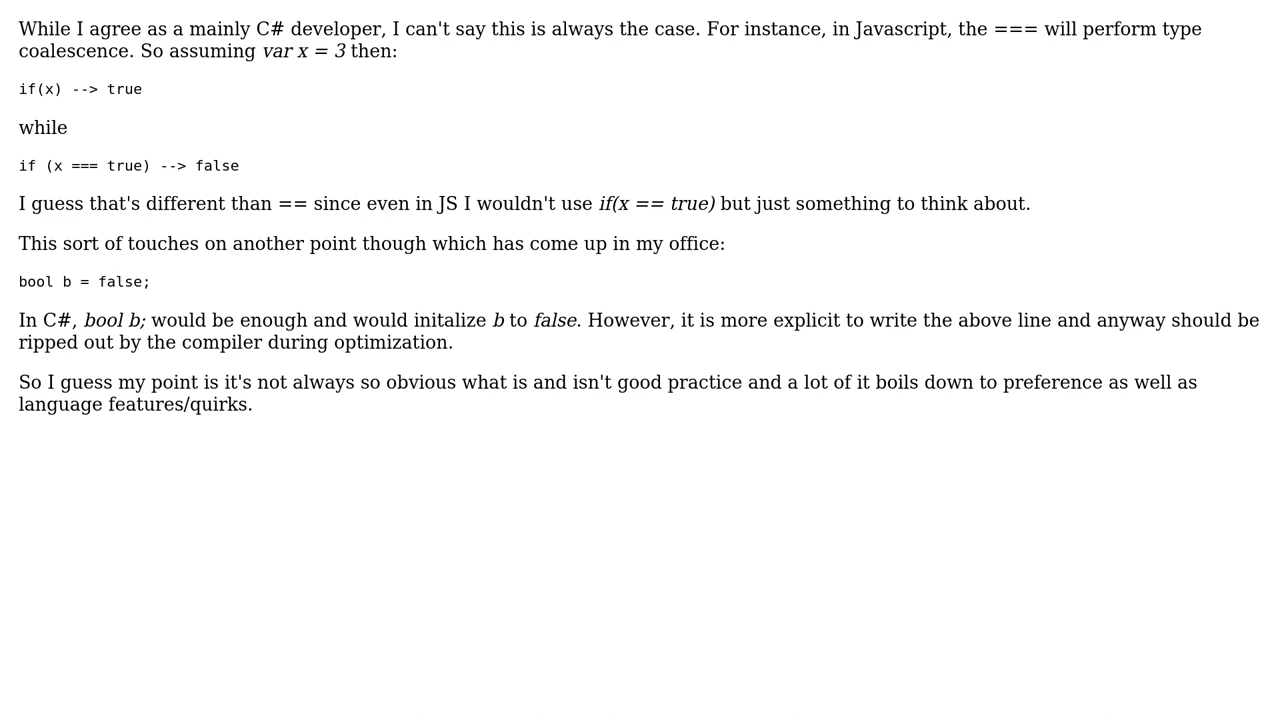 While I agree as a mainly C# developer, I can't say this is always the case. For instance, in Javascript, the === will perform type
coalescence. So assuming var x = 3 then:
if(x) --> true
while
if (x === true) --> false
I guess that's different than == since even in JS I wouldn't use if(x == true) but just something to think about.
This sort of touches on another point though which has come up in my office:
bool b = false;
In C#, bool b; would be enough and would initalize b to false. However, it is more explicit to write the above line and anyway should be
ripped out by the compiler during optimization.
So I guess my point is it's not always so obvious what is and isn't good practice and a lot of it boils down to preference as well as
language features/quirks.